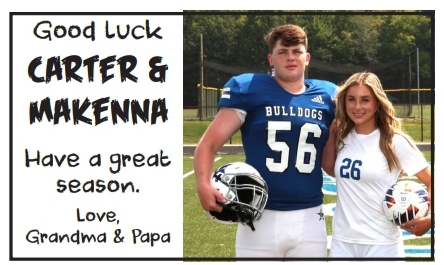 Good luck
CARTER &
MAKENNA
Have a great
season.
Love,
Grandma & Papa
BULLDOGS
56
26